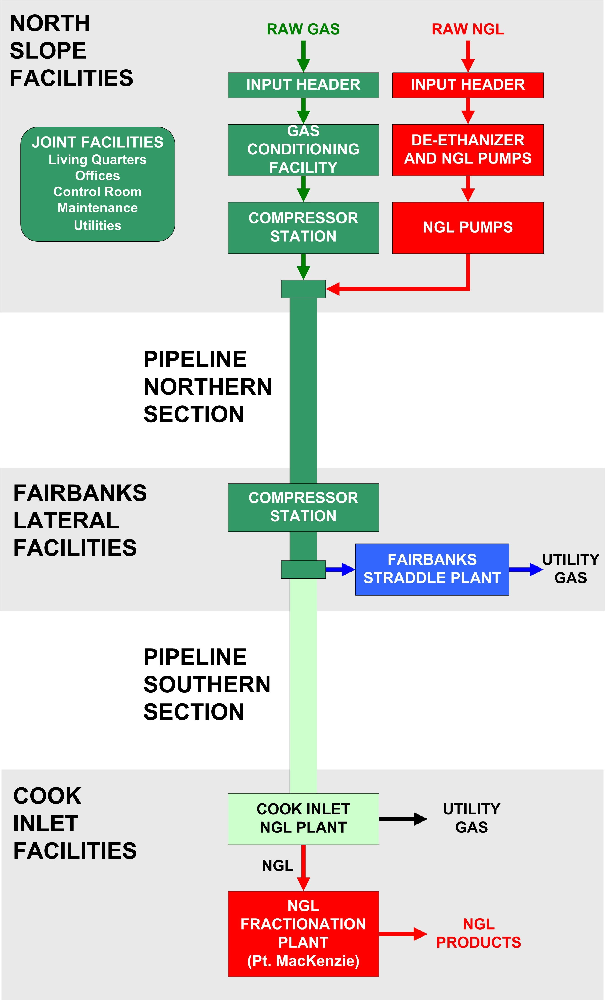 NORTH
SLOPE
FACILITIES
RAW GAS
RAW NGL
INPUT HEADER
INPUT HEADER
JOINT FACILITIES
Living Quarters
Offices
Control Room
Maintenance
Utilities
GAS
CONDITIONING
FACILITY
DE-ETHANIZER
AND NGL PUMPS
COMPRESSOR
STATION
NGL PUMPS
PIPELINE
NORTHERN
SECTION
FAIRBANKS
LATERAL
FACILITIES
COMPRESSOR
STATION
FAIRBANKS
STRADDLE PLANT
UTILITY
GAS
PIPELINE
SOUTHERN
SECTION
COOK
INLET
FACILITIES
COOK INLET
NGL PLANT
UTILITY
GAS
NGL
NGL
FRACTIONATION
PLANT
(Pt. MacKenzie)
NGL
PRODUCTS